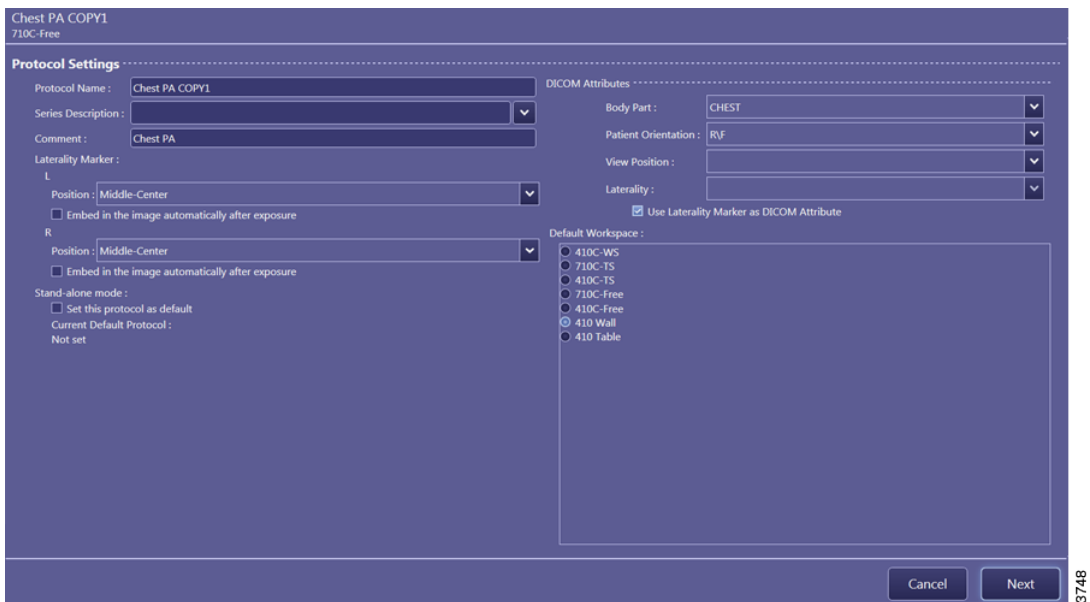 Chest PA COPY1
710C-Free
Protocol Settings
Protocol Name : Chest PA COPY1
Series Description :
Comment : Chest PA
Laterality Marker :
L
Position : Middle-Center
Embed in the image automatically after exposure
R
Position : Middle-Center
Embed in the image automatically after exposure
Stand-alone mode :
Set this protocol as default
Current Default Protocol :
Not set
DICOM Attributes
Body Part : CHEST
Patient Orientation : R\F
View Position :
Laterality :
Use Laterality Marker as DICOM Attribute
Default Workspace :
410C-WS
710C-TS
410C-TS
710C-Free
410C-Free
410 Wall
410 Table
Cancel
Next
3748